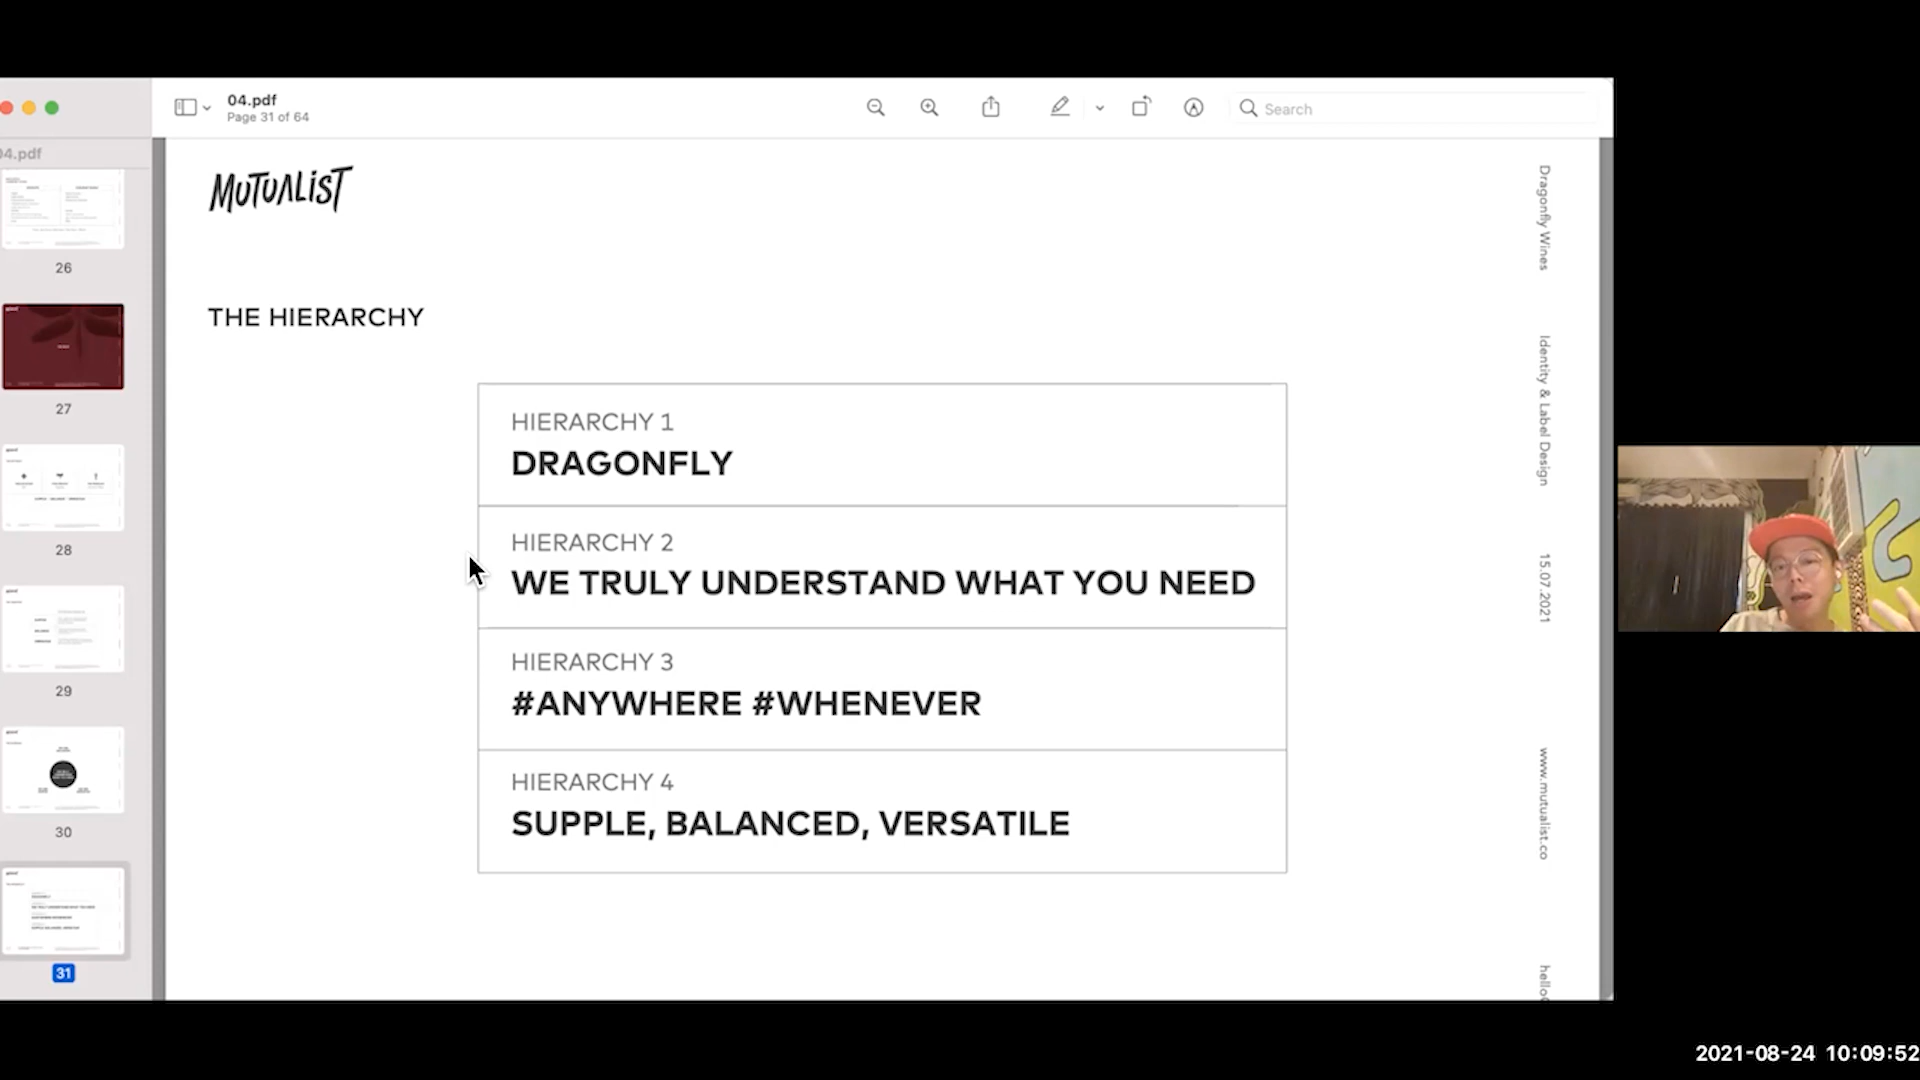 04.pdf
Page 31 of 64
Search
04.pdf
26
27
28
29
30
31
MUTUALIST
THE HIERARCHY
HIERARCHY 1
DRAGONFLY
HIERARCHY 2
WE TRULY UNDERSTAND WHAT YOU NEED
HIERARCHY 3
#ANYWHERE #WHENEVER
HIERARCHY 4
SUPPLE, BALANCED, VERSATILE
Dragonfly Wines
Identity & Label Design
15.07.2021
www.mutualist.co
2021-08-24 10:09:52